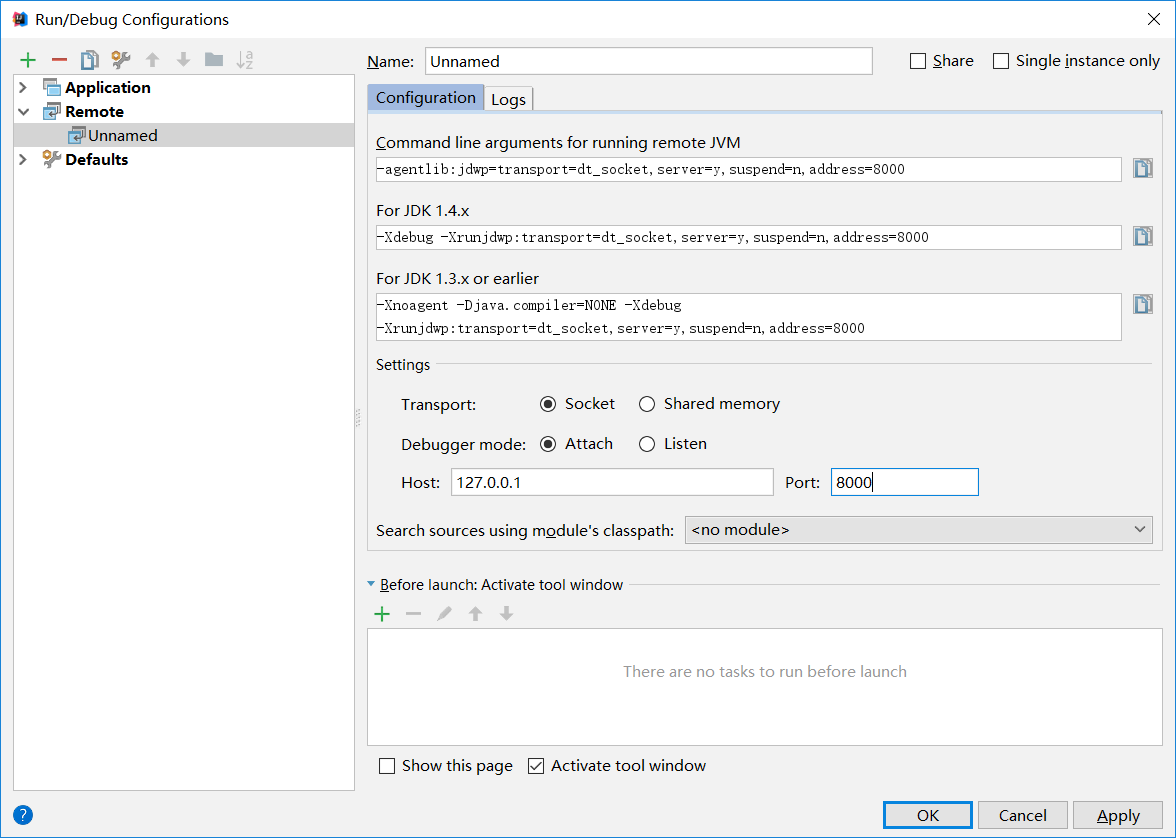 Run/Debug Configurations
Application
Remote
Unnamed
Defaults
Name: Unnamed
Share
Single instance only
Configuration
Logs
Command line arguments for running remote JVM
-agentlib:jdwp=transport=dt_socket,server=y,suspend=n,address=8000
For JDK 1.4.x
-Xdebug -Xrunjdwp:transport=dt_socket,server=y,suspend=n,address=8000
For JDK 1.3.x or earlier
-Xnoagent -Djava.compiler=NONE -Xdebug
-Xrunjdwp:transport=dt_socket,server=y,suspend=n,address=8000
Settings
Transport: Socket Shared memory
Debugger mode: Attach Listen
Host: 127.0.0.1 Port: 8000
Search sources using module's classpath: <no module>
Before launch: Activate tool window
There are no tasks to run before launch
Show this page Activate tool window
?
OK Cancel Apply